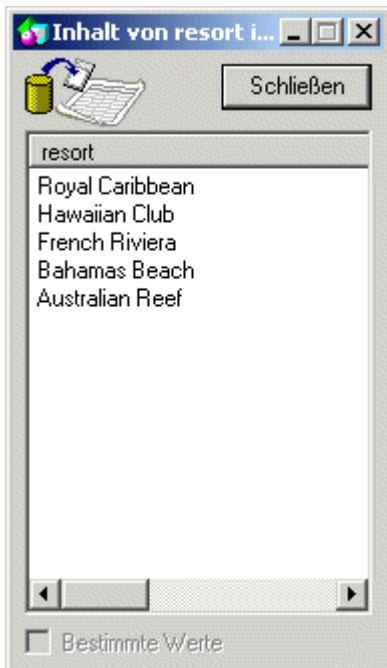 Inhalt von resort i...
Schließen
resort
Royal Caribbean
Hawaiian Club
French Riviera
Bahamas Beach
Australian Reef
Bestimmte Werte